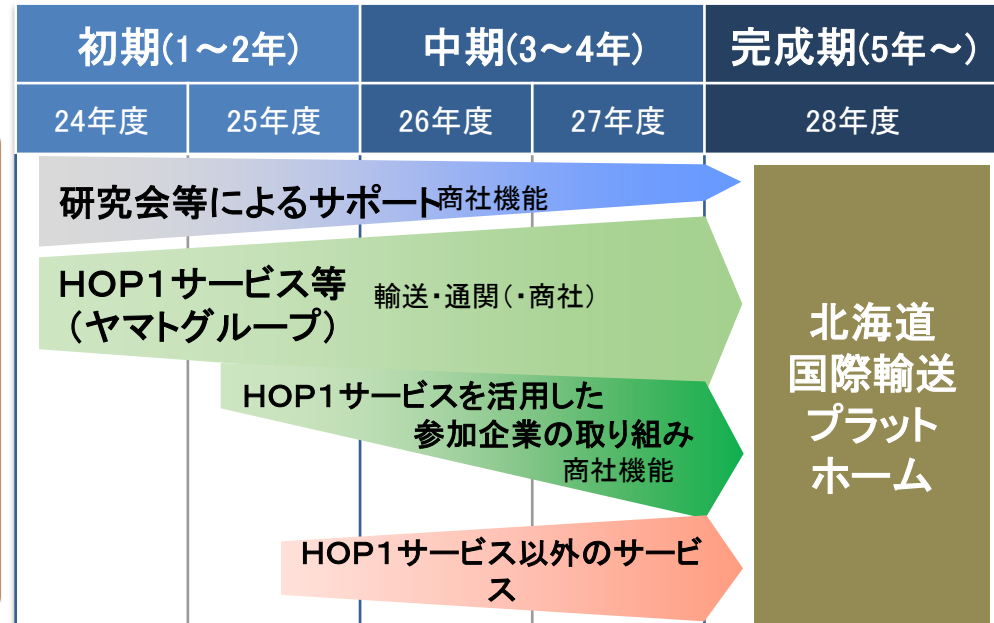 初期(1～2年)
中期(3～4年)
完成期(5年～)
24年度
25年度
26年度
27年度
28年度
研究会等によるサポート
商社機能
HOP1サービス等
（ヤマトグループ）
輸送・通関(・商社)
HOP1サービスを活用した
参加企業の取り組み
商社機能
HOP1サービス以外のサービ
ス
北海道
国際輸送
プラット
ホーム